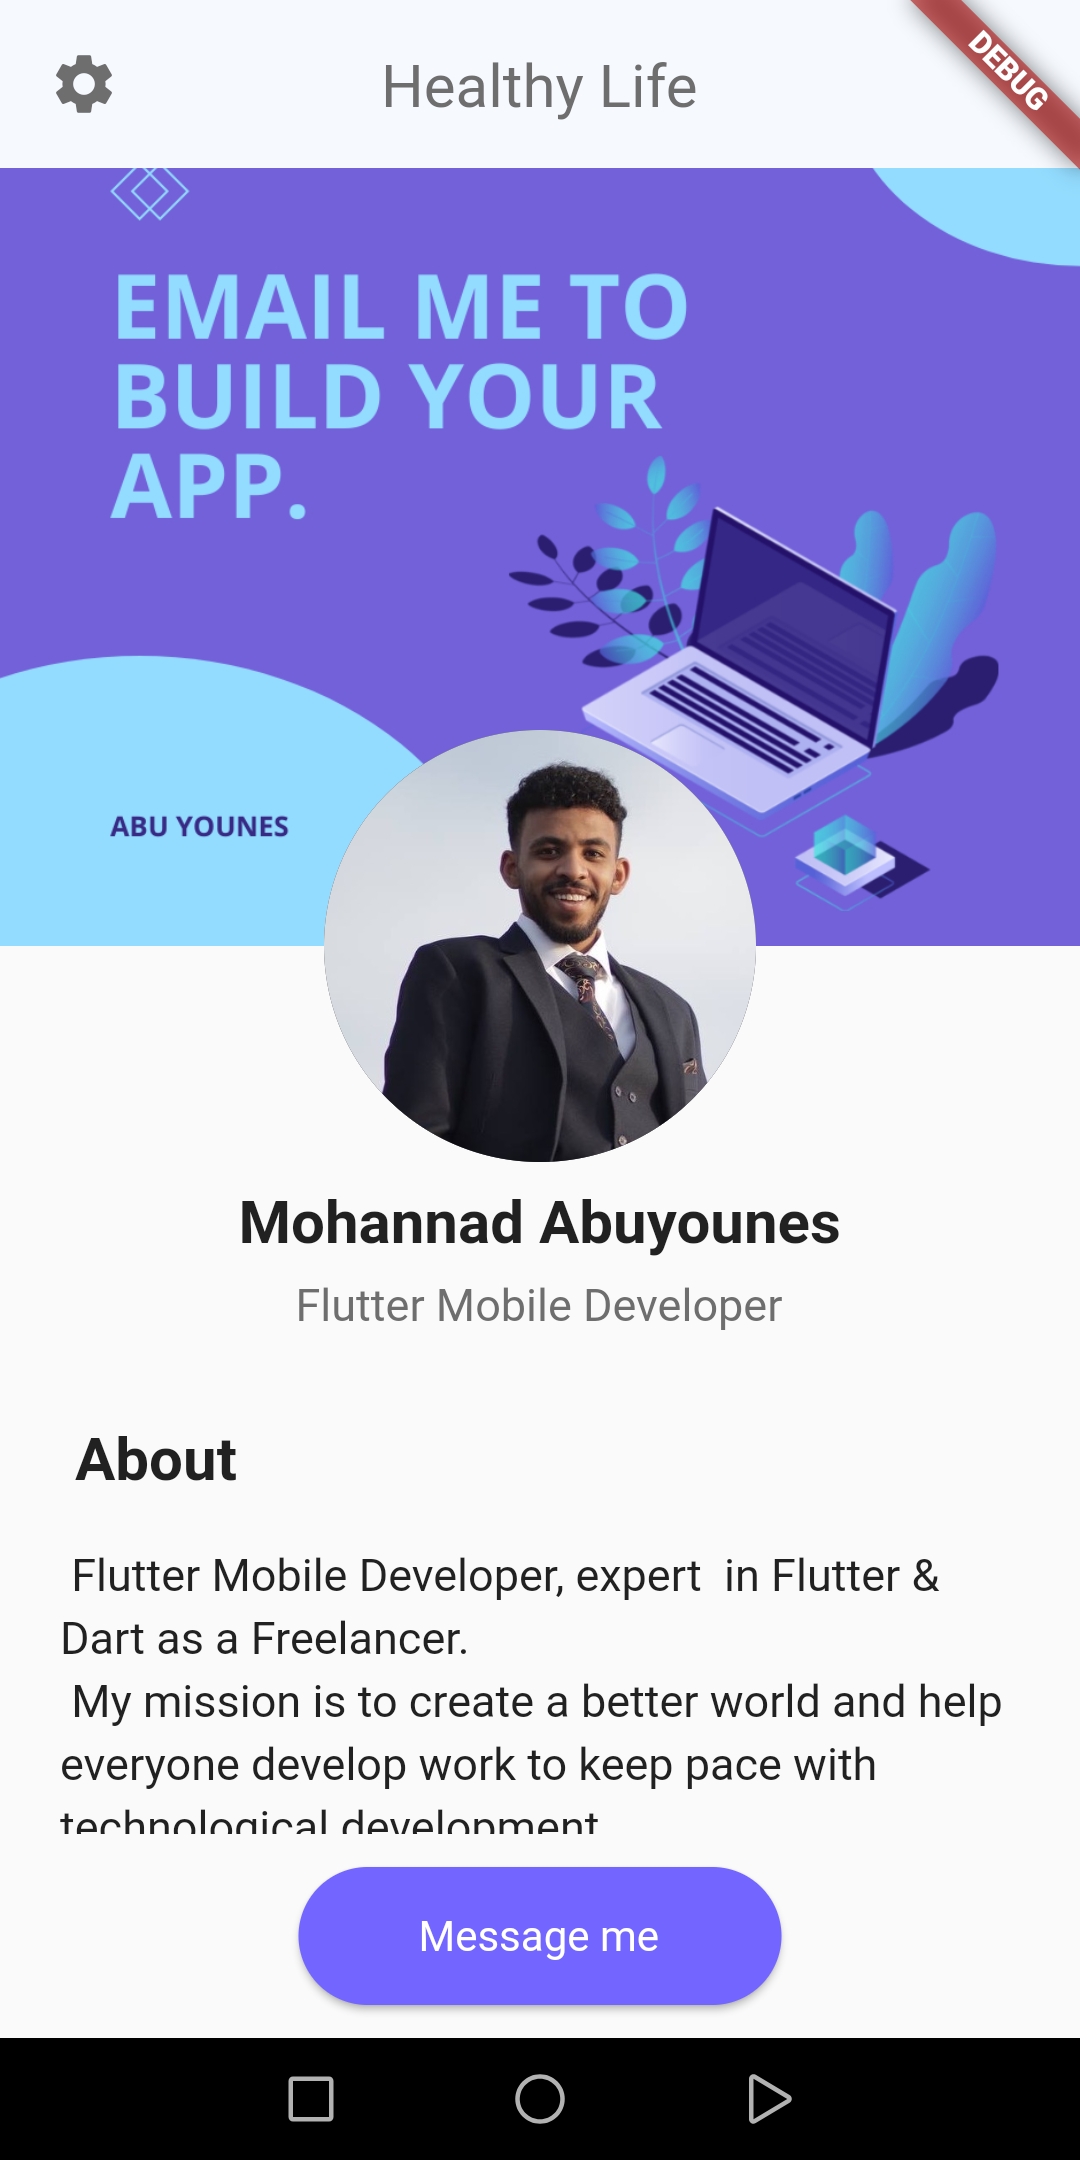 Healthy Life
DEBUG
EMAIL ME TO
BUILD YOUR
APP.
ABU YOUNES
Mohannad Abuyounes
Flutter Mobile Developer
About
Flutter Mobile Developer, expert  in Flutter &
Dart as a Freelancer.
My mission is to create a better world and help
everyone develop work to keep pace with
technological development
Message me